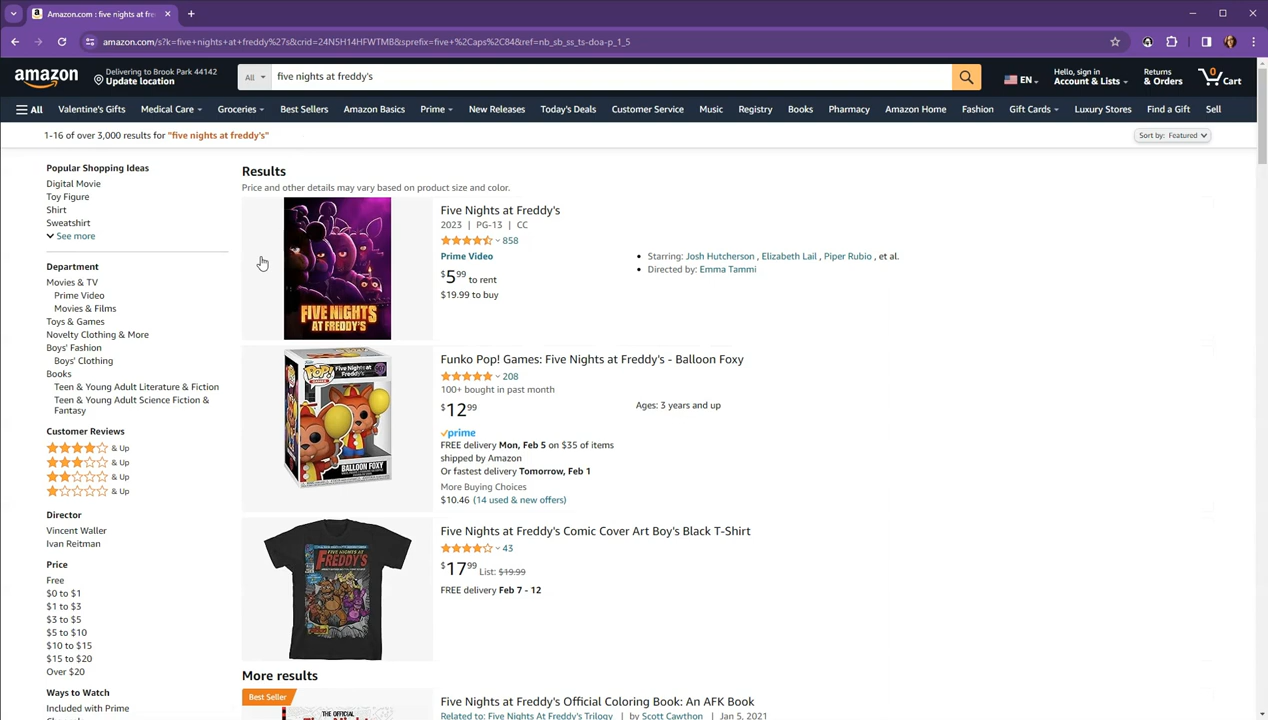 Amazon.com : five nights at fre
amazon.com/s?k=five+nights+at+freddy%27s&crid=24N5H14HFWTMB&sprefix=five+%2Caps%2C84&ref=nb_sb_ss_ts-doa-p_1_5
amazon
Delivering to Brook Park 44142
Update location
All
five nights at freddy's
EN
Hello, sign in
Account & Lists
Returns
& Orders
0
Cart
All
Valentine's Gifts
Medical Care
Groceries
Best Sellers
Amazon Basics
Prime
New Releases
Today's Deals
Customer Service
Music
Registry
Books
Pharmacy
Amazon Home
Fashion
Gift Cards
Luxury Stores
Find a Gift
Sell
1-16 of over 3,000 results for "five nights at freddy's"
Sort by: Featured
Popular Shopping Ideas
Digital Movie
Toy Figure
Shirt
Sweatshirt
See more
Department
Movies & TV
Prime Video
Movies & Films
Toys & Games
Novelty Clothing & More
Boys' Fashion
Boys' Clothing
Books
Teen & Young Adult Literature & Fiction
Teen & Young Adult Science Fiction &
Fantasy
Customer Reviews
& Up
& Up
& Up
& Up
Director
Vincent Waller
Ivan Reitman
Price
Free
$0 to $1
$1 to $3
$3 to $5
$5 to $10
$10 to $15
$15 to $20
Over $20
Ways to Watch
Included with Prime
Results
Price and other details may vary based on product size and color.
FIVE NIGHTS
AT FREDDY'S
Five Nights at Freddy's
2023 | PG-13 | CC
858
Prime Video
$5 99 to rent
$19.99 to buy
Starring: Josh Hutcherson , Elizabeth Lail , Piper Rubio , et al.
Directed by: Emma Tammi
POP!
Five Nights at
Freddy's
BALLOON FOXY
Funko Pop! Games: Five Nights at Freddy's - Balloon Foxy
208
100+ bought in past month
$12 99
Ages: 3 years and up
prime
FREE delivery Mon, Feb 5 on $35 of items
shipped by Amazon
Or fastest delivery Tomorrow, Feb 1
More Buying Choices
$10.46 (14 used & new offers)
FIVE NIGHTS AT
FREDDY'S
Five Nights at Freddy's Comic Cover Art Boy's Black T-Shirt
43
$17 99 List: $19.99
FREE delivery Feb 7 - 12
More results
Best Seller
THE OFFICIAL
Five Nights at Freddy's Official Coloring Book: An AFK Book
Related to: Five Nights At Freddy's Trilogy | by Scott Cawthon | Jan 5, 2021